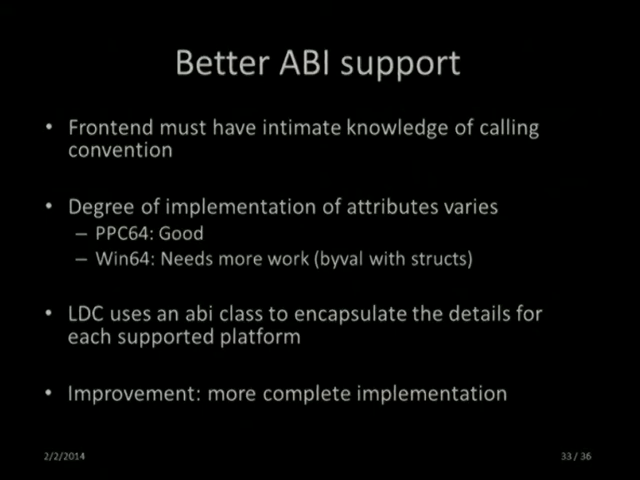 Better ABI support
• Frontend must have intimate knowledge of calling
convention
• Degree of implementation of attributes varies
– PPC64: Good
– Win64: Needs more work (byval with structs)
• LDC uses an abi class to encapsulate the details for
each supported platform
• Improvement: more complete implementation
2/2/2014
33 / 36